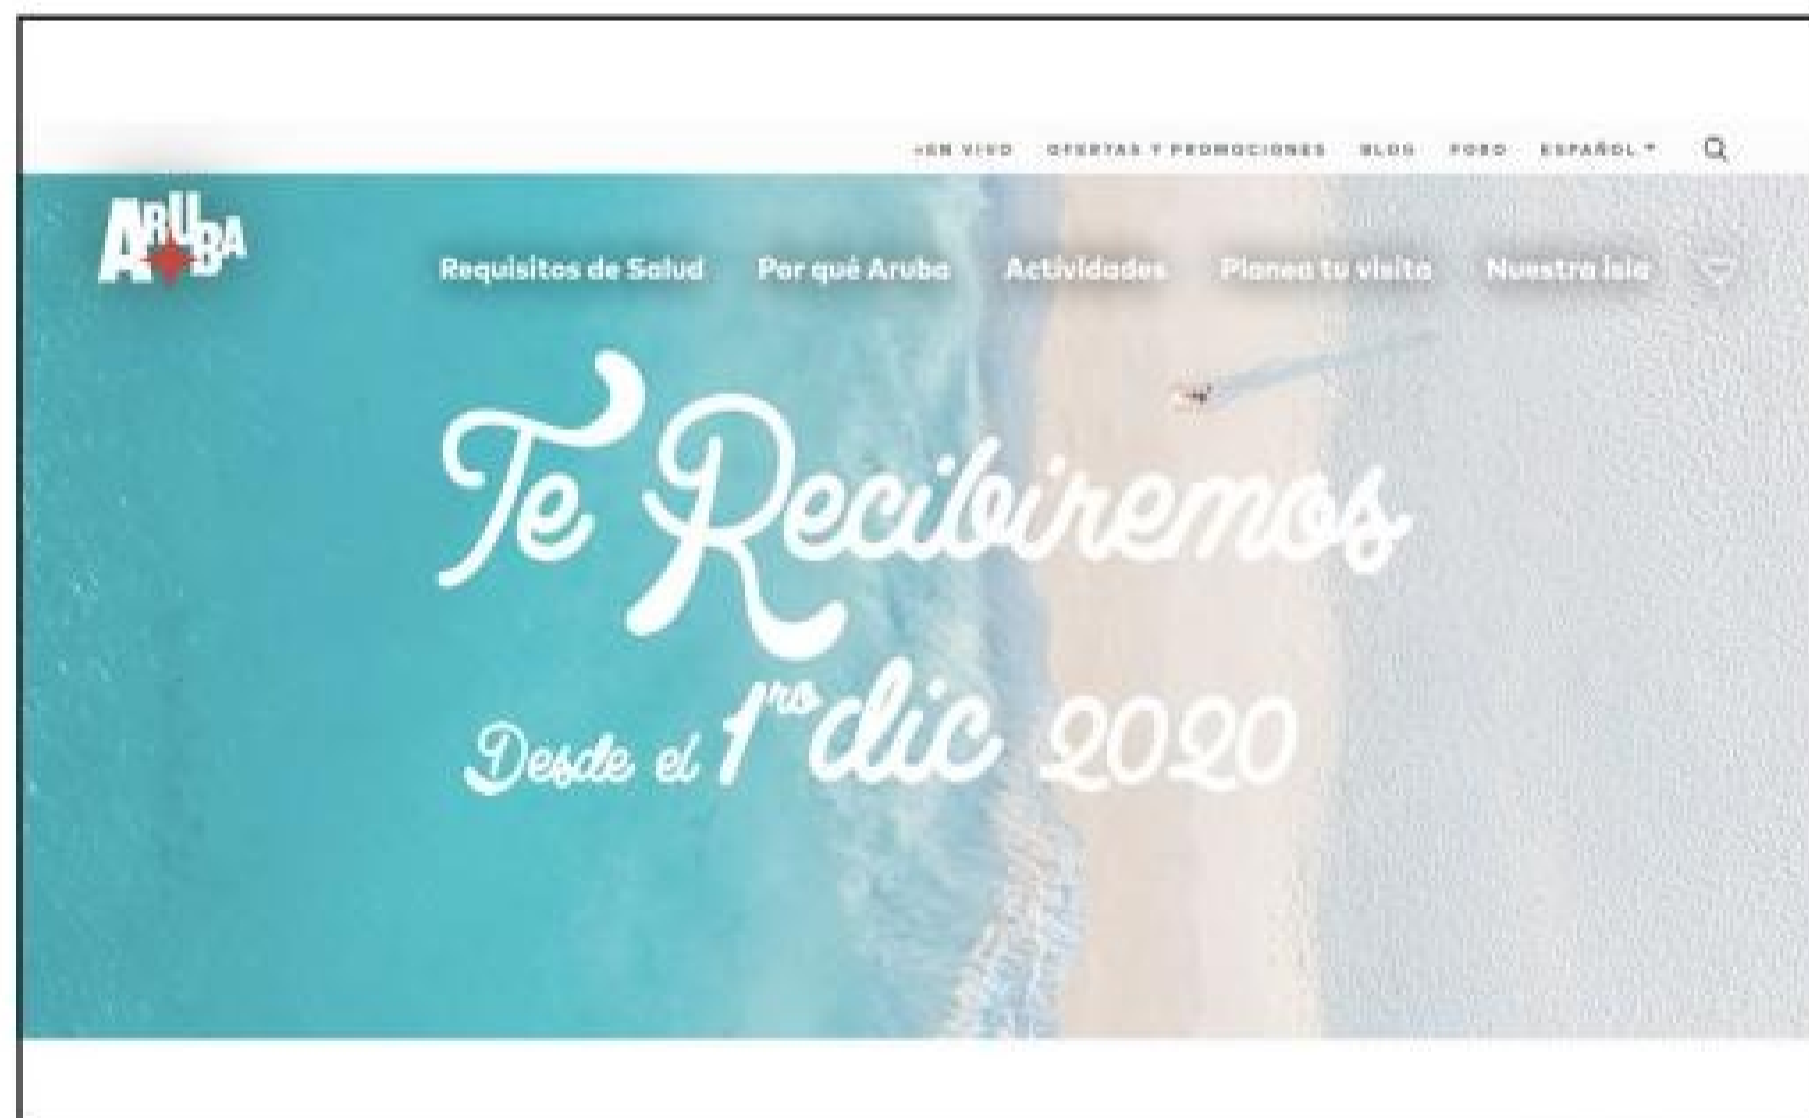 EN VIVO OFERTAS Y PROMOCIONES BLOG FORO ESPAÑOL
ARUBA
Requisitos de Salud Por qué Aruba Actividades Planea tu visita Nuestra isla
Te Recibiremos
Desde el 1ro dic 2020